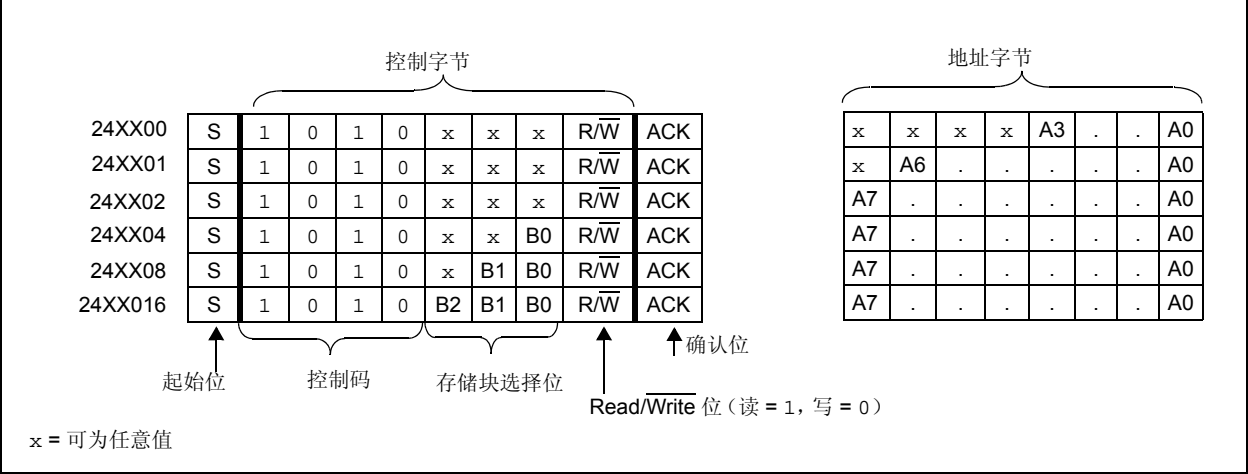 控制字节 地址字节
24XX00 S 1 0 1 0 x x x R/W ACK x x x x A3 . . A0
24XX01 S 1 0 1 0 x x x R/W ACK x A6 . . . . . A0
24XX02 S 1 0 1 0 x x x R/W ACK A7 . . . . . . A0
24XX04 S 1 0 1 0 x x B0 R/W ACK A7 . . . . . . A0
24XX08 S 1 0 1 0 x B1 B0 R/W ACK A7 . . . . . . A0
24XX016 S 1 0 1 0 B2 B1 B0 R/W ACK A7 . . . . . . A0
确认位
起始位 控制码 存储块选择位
Read/Write 位（读 = 1，写 = 0）
x = 可为任意值